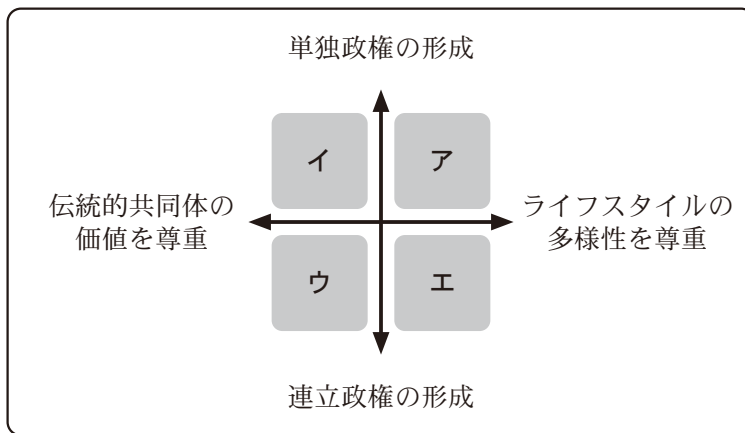 単独政権の形成
イ
ア
伝統的共同体の
価値を尊重
ライフスタイルの
多様性を尊重
ウ
エ
連立政権の形成